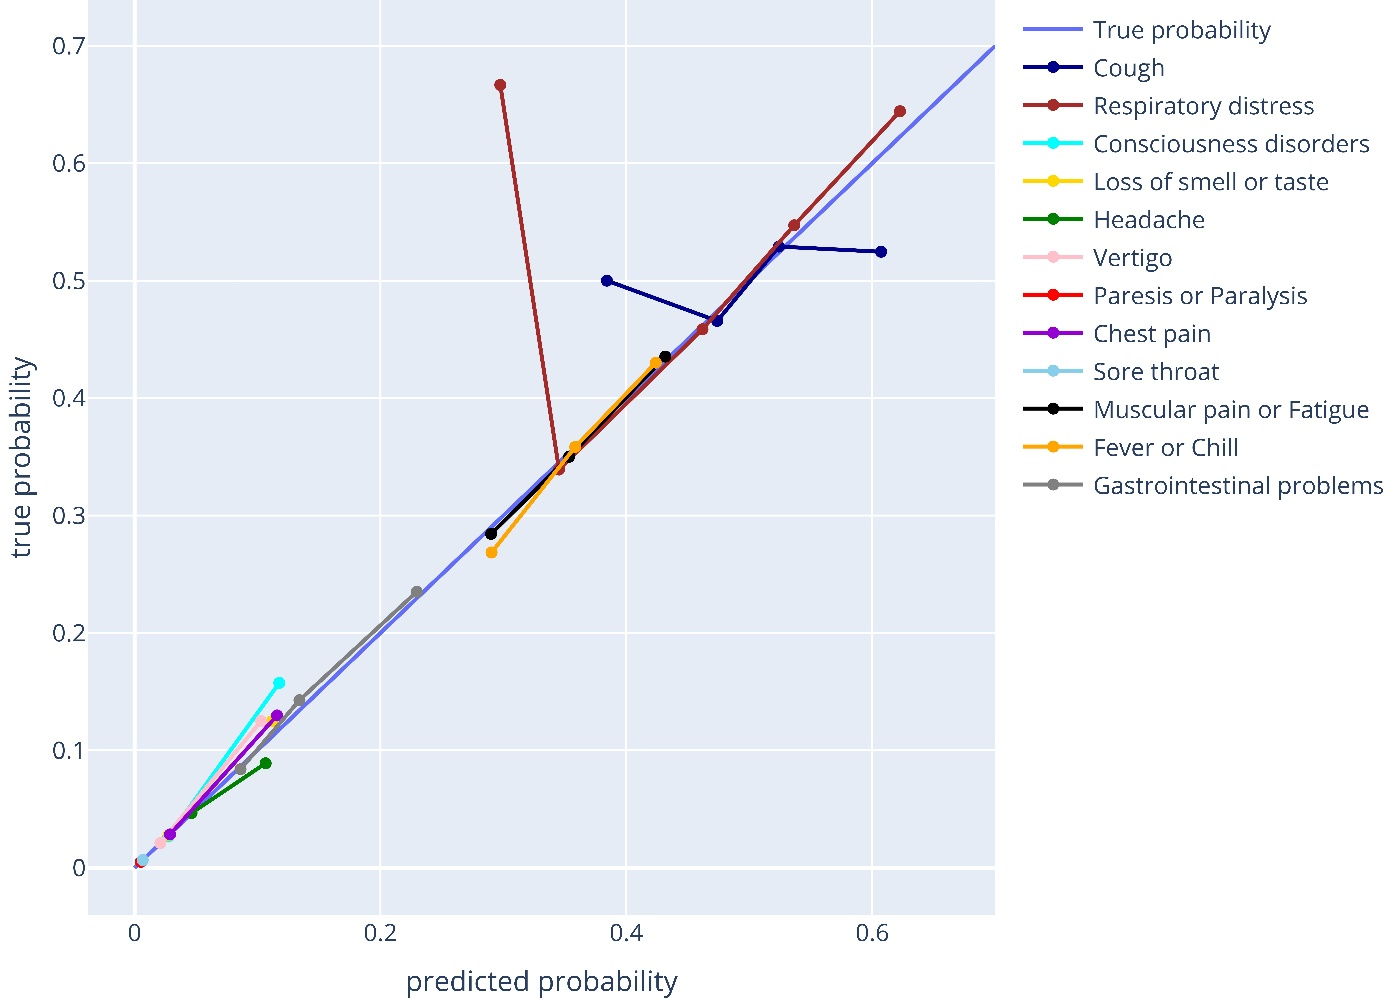 True probability
Cough
Respiratory distress
Consciousness disorders
Loss of smell or taste
Headache
Vertigo
Paresis or Paralysis
Chest pain
Sore throat
Muscular pain or Fatigue
Fever or Chill
Gastrointestinal problems
true probability
0.7
0.6
0.5
0.4
0.3
0.2
0.1
0
0 0.2 0.4 0.6
predicted probability